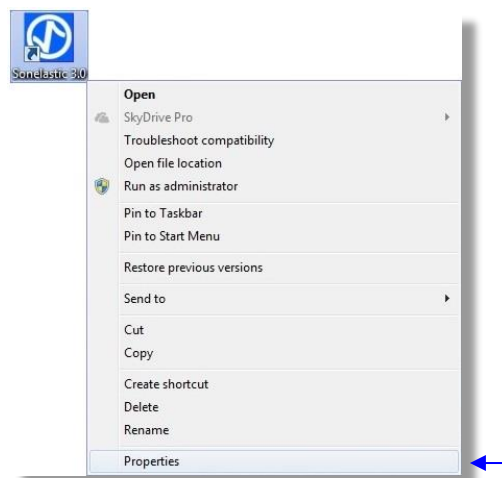 Sonelastic 3.0
Open
SkyDrive Pro
Troubleshoot compatibility
Open file location
Run as administrator
Pin to Taskbar
Pin to Start Menu
Restore previous versions
Send to
Cut
Copy
Create shortcut
Delete
Rename
Properties